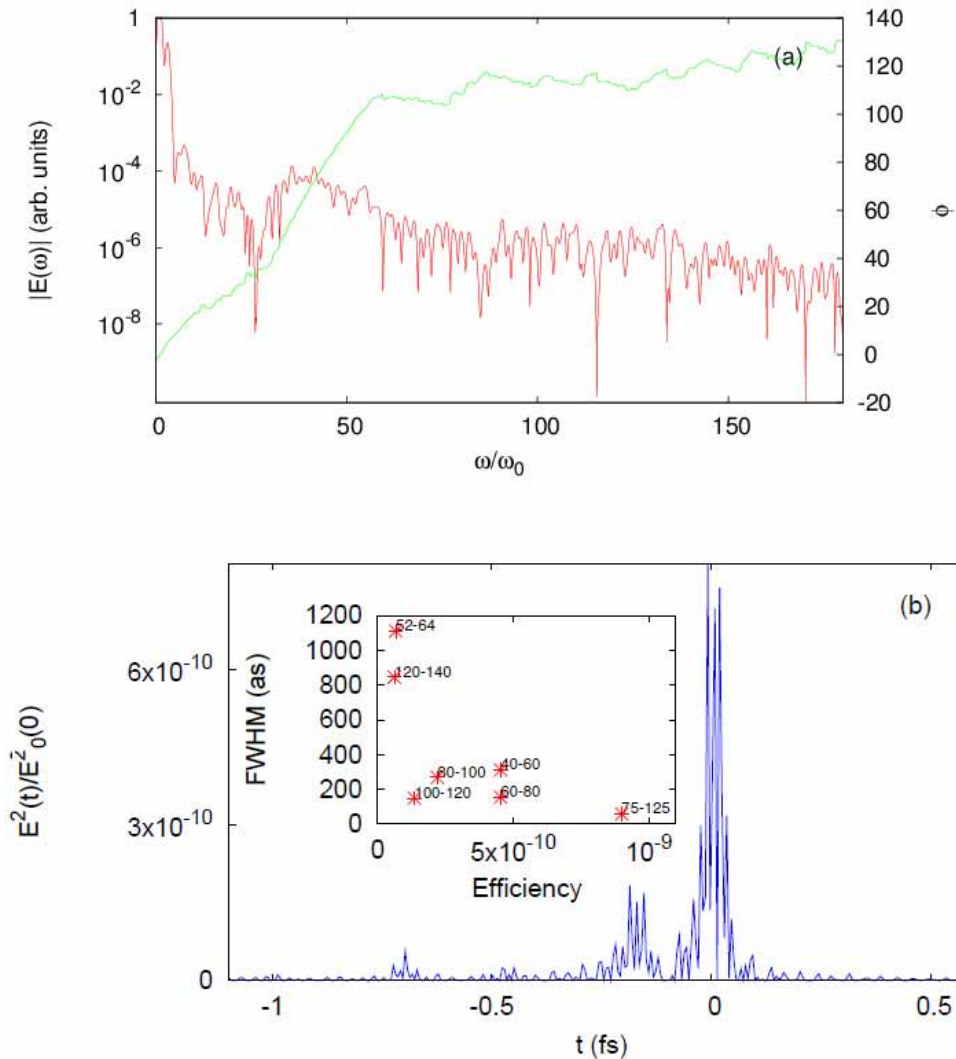 1
10⁻²
10⁻⁴
10⁻⁶
10⁻⁸
|E(ω)| (arb. units)
(a)
140
120
100
80
60
40
20
0
-20
ϕ
0 50 100 150
ω/ω₀
(b)
6x10⁻¹⁰
3x10⁻¹⁰
0
E²(t)/E²₀(0)
1200
1000
800
600
400
200
0
FWHM (as)
52-64
120-140
80-100
40-60
100-120
60-80
75-125
0 5x10⁻¹⁰ 10⁻⁹
Efficiency
-1 -0.5 0 0.5
t (fs)